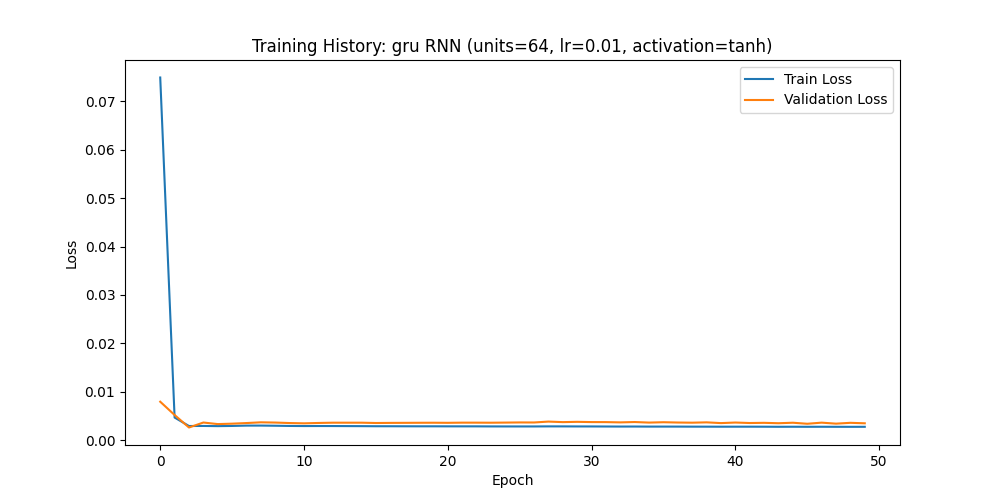 Training History: gru RNN (units=64, lr=0.01, activation=tanh)
Train Loss
Validation Loss
0.07
0.06
0.05
0.04
0.03
0.02
0.01
0.00
Loss
0 10 20 30 40 50
Epoch